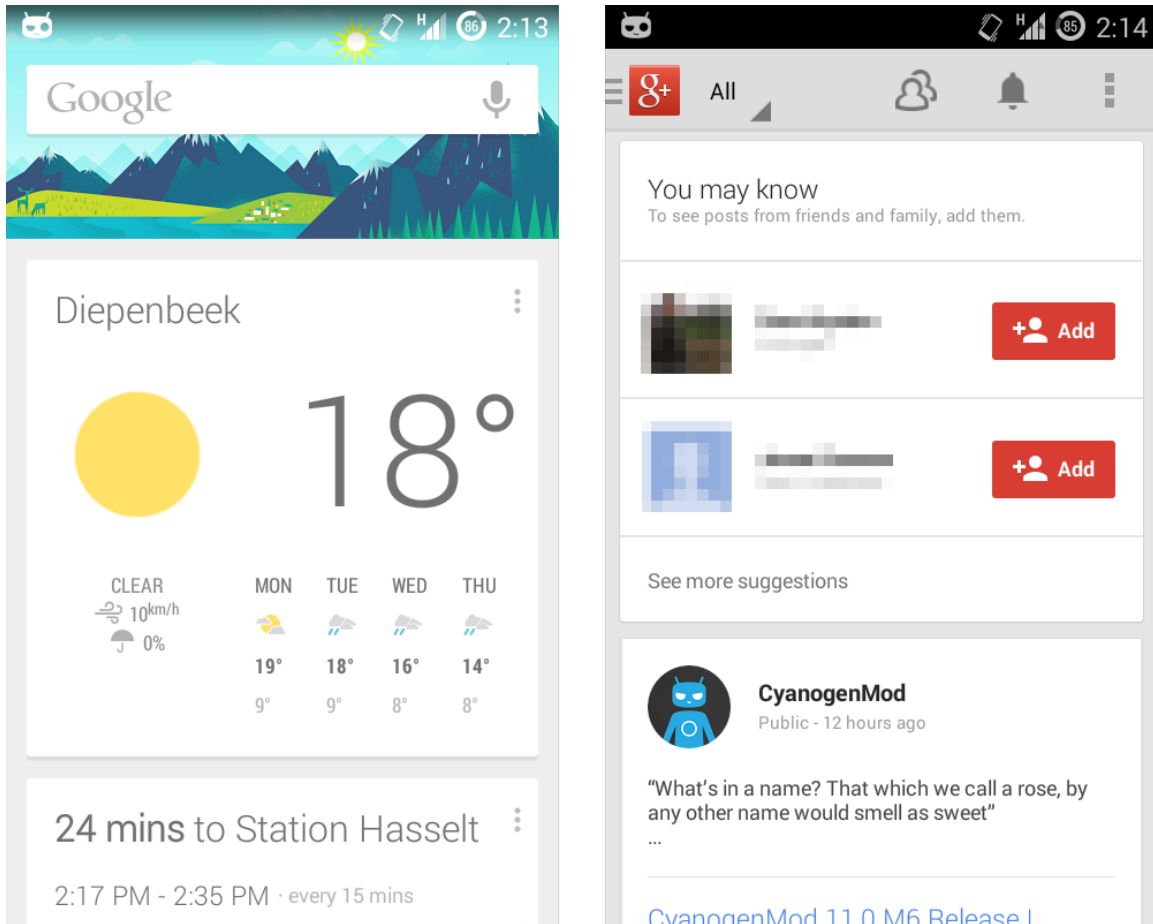 H 86 2:13
Google
Diepenbeek
18°
CLEAR
10km/h
0%
MON TUE WED THU
19° 18° 16° 14°
9° 9° 8° 8°
24 mins to Station Hasselt
2:17 PM - 2:35 PM · every 15 mins
H 85 2:14
g+ All
You may know
To see posts from friends and family, add them.
Add
Add
See more suggestions
CyanogenMod
Public - 12 hours ago
“What's in a name? That which we call a rose, by
any other name would smell as sweet”
...
CyanogenMod 11.0 M6 Release |